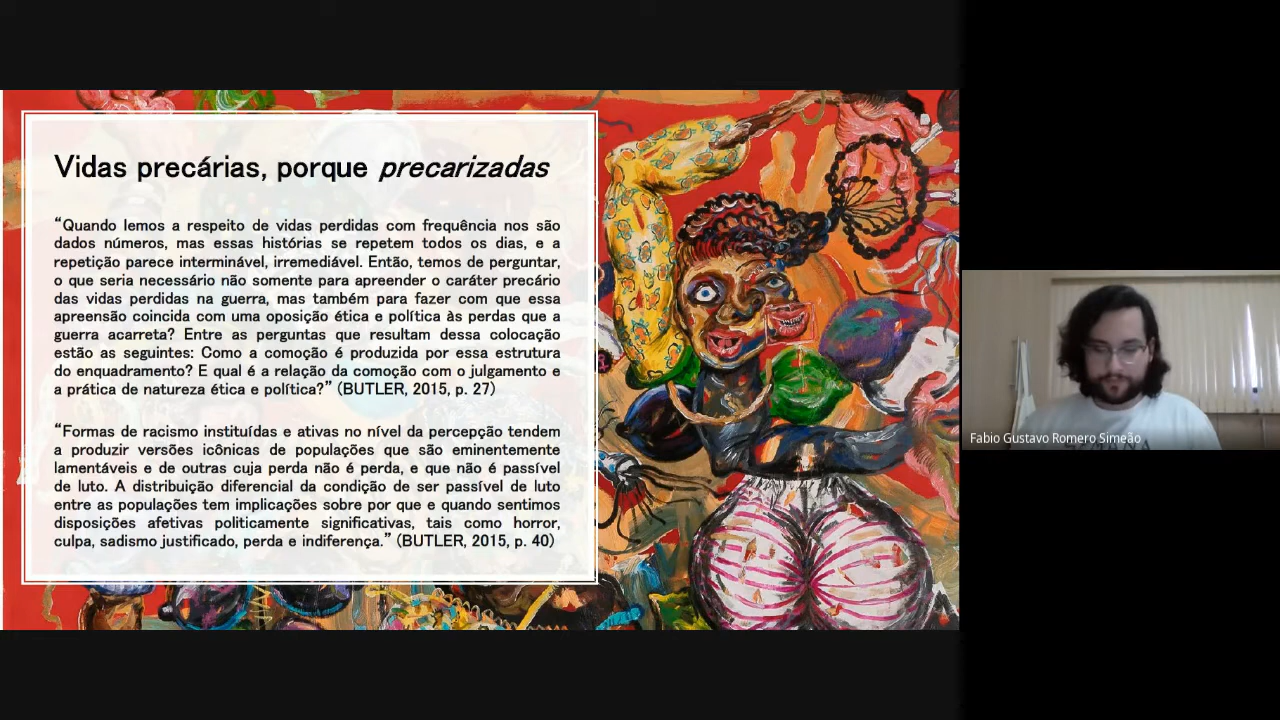 Vidas precárias, porque precarizadas
“Quando lemos a respeito de vidas perdidas com frequência nos são
dados números, mas essas histórias se repetem todos os dias, e a
repetição parece interminável, irremediável. Então, temos de perguntar,
o que seria necessário não somente para apreender o caráter precário
das vidas perdidas na guerra, mas também para fazer com que essa
apreensão coincida com uma oposição ética e política às perdas que a
guerra acarreta? Entre as perguntas que resultam dessa colocação
estão as seguintes: Como a comoção é produzida por essa estrutura
do enquadramento? E qual é a relação da comoção com o julgamento e
a prática de natureza ética e política?” (BUTLER, 2015, p. 27)
“Formas de racismo instituídas e ativas no nível da percepção tendem
a produzir versões icônicas de populações que são eminentemente
lamentáveis e de outras cuja perda não é perda, e que não é passível
de luto. A distribuição diferencial da condição de ser passível de luto
entre as populações tem implicações sobre por que e quando sentimos
disposições afetivas politicamente significativas, tais como horror,
culpa, sadismo justificado, perda e indiferença.” (BUTLER, 2015, p. 40)
Fabio Gustavo Romero Simeão